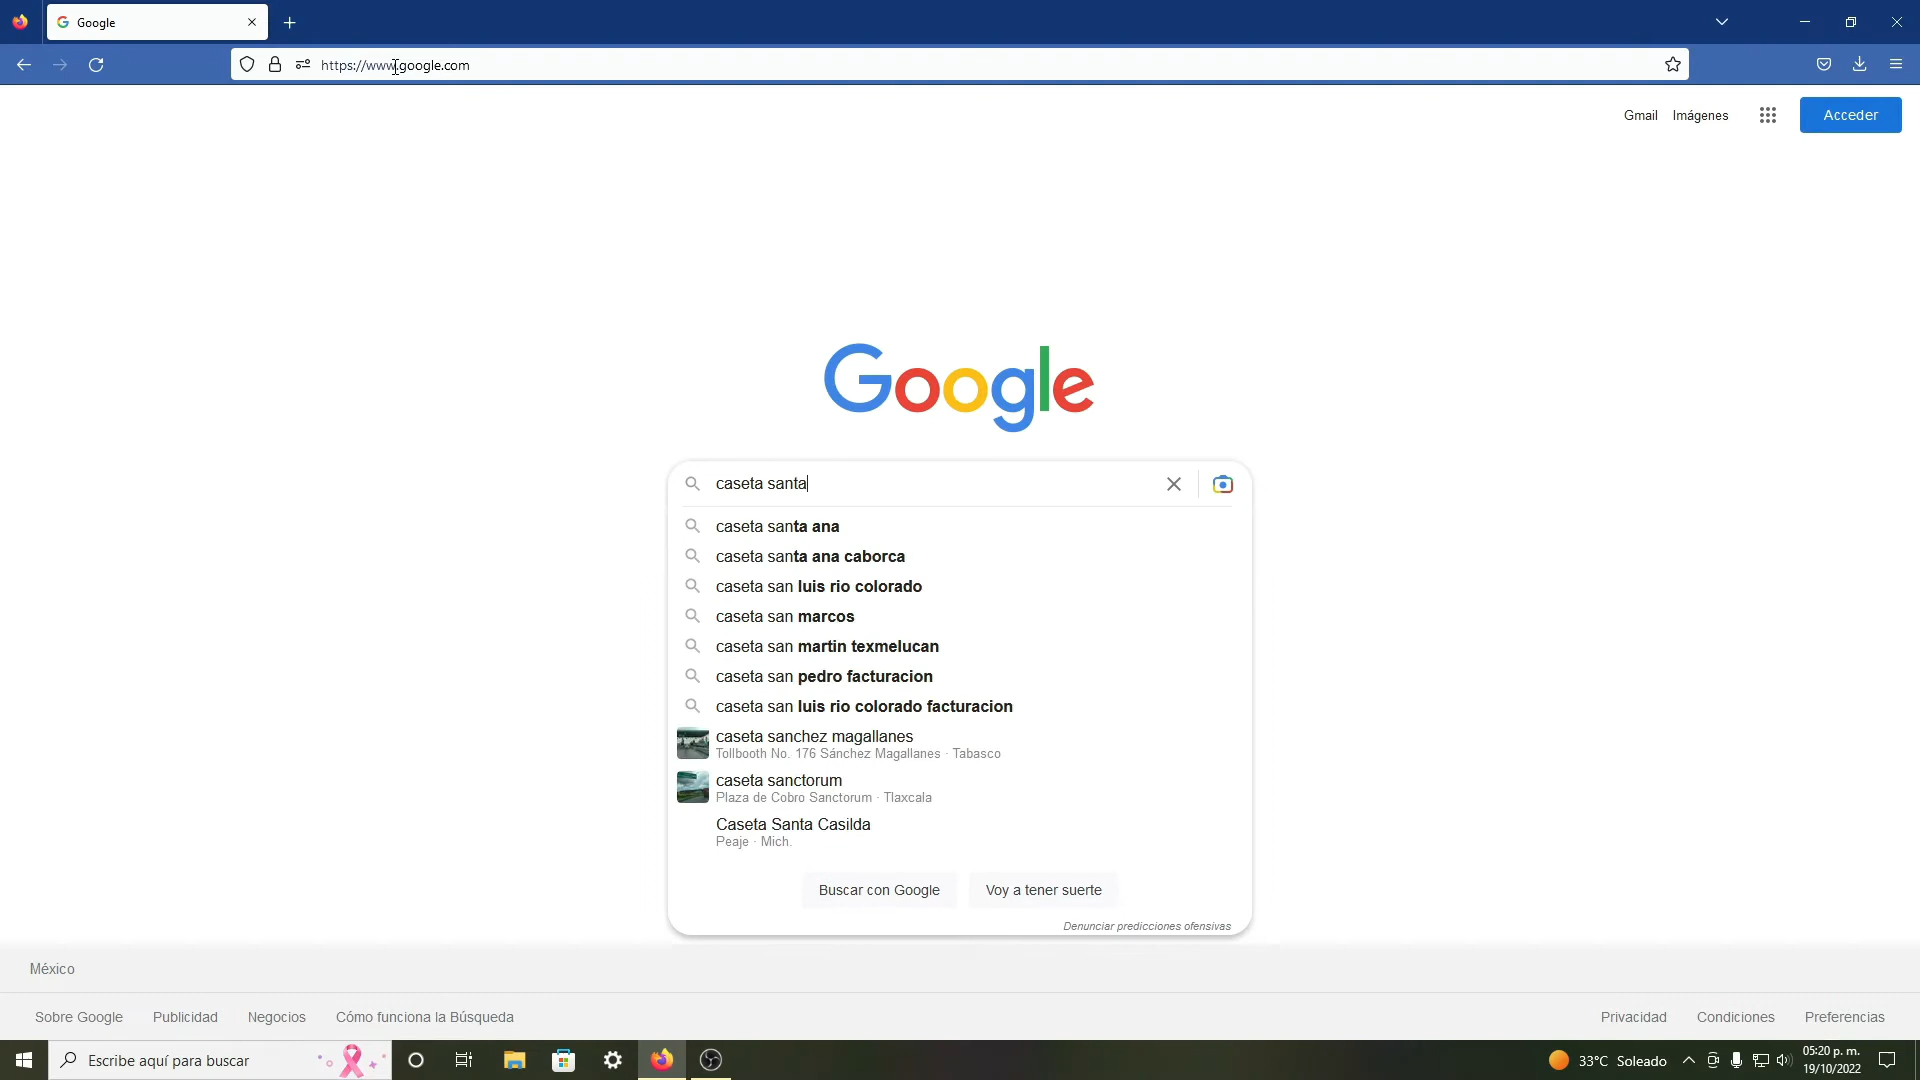 Google
https://www.google.com
Gmail Imágenes Acceder
Google
caseta santa
caseta santa ana
caseta santa ana caborca
caseta san luis rio colorado
caseta san marcos
caseta san martin texmelucan
caseta san pedro facturacion
caseta san luis rio colorado facturacion
caseta sanchez magallanes
Tollbooth No. 176 Sánchez Magallanes · Tabasco
caseta sanctorum
Plaza de Cobro Sanctorum · Tlaxcala
Caseta Santa Casilda
Peaje · Mich.
Buscar con Google Voy a tener suerte
Denunciar predicciones ofensivas
México
Sobre Google Publicidad Negocios Cómo funciona la Búsqueda Privacidad Condiciones Preferencias
Escribe aquí para buscar 33°C Soleado 05:20 p. m.
19/10/2022